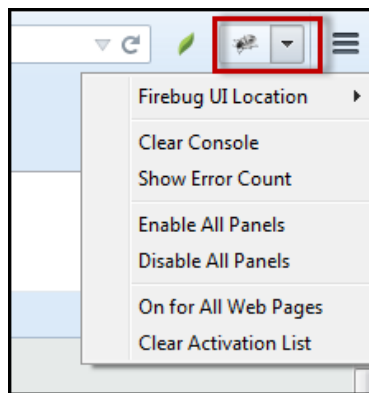 Firebug UI Location
Clear Console
Show Error Count
Enable All Panels
Disable All Panels
On for All Web Pages
Clear Activation List